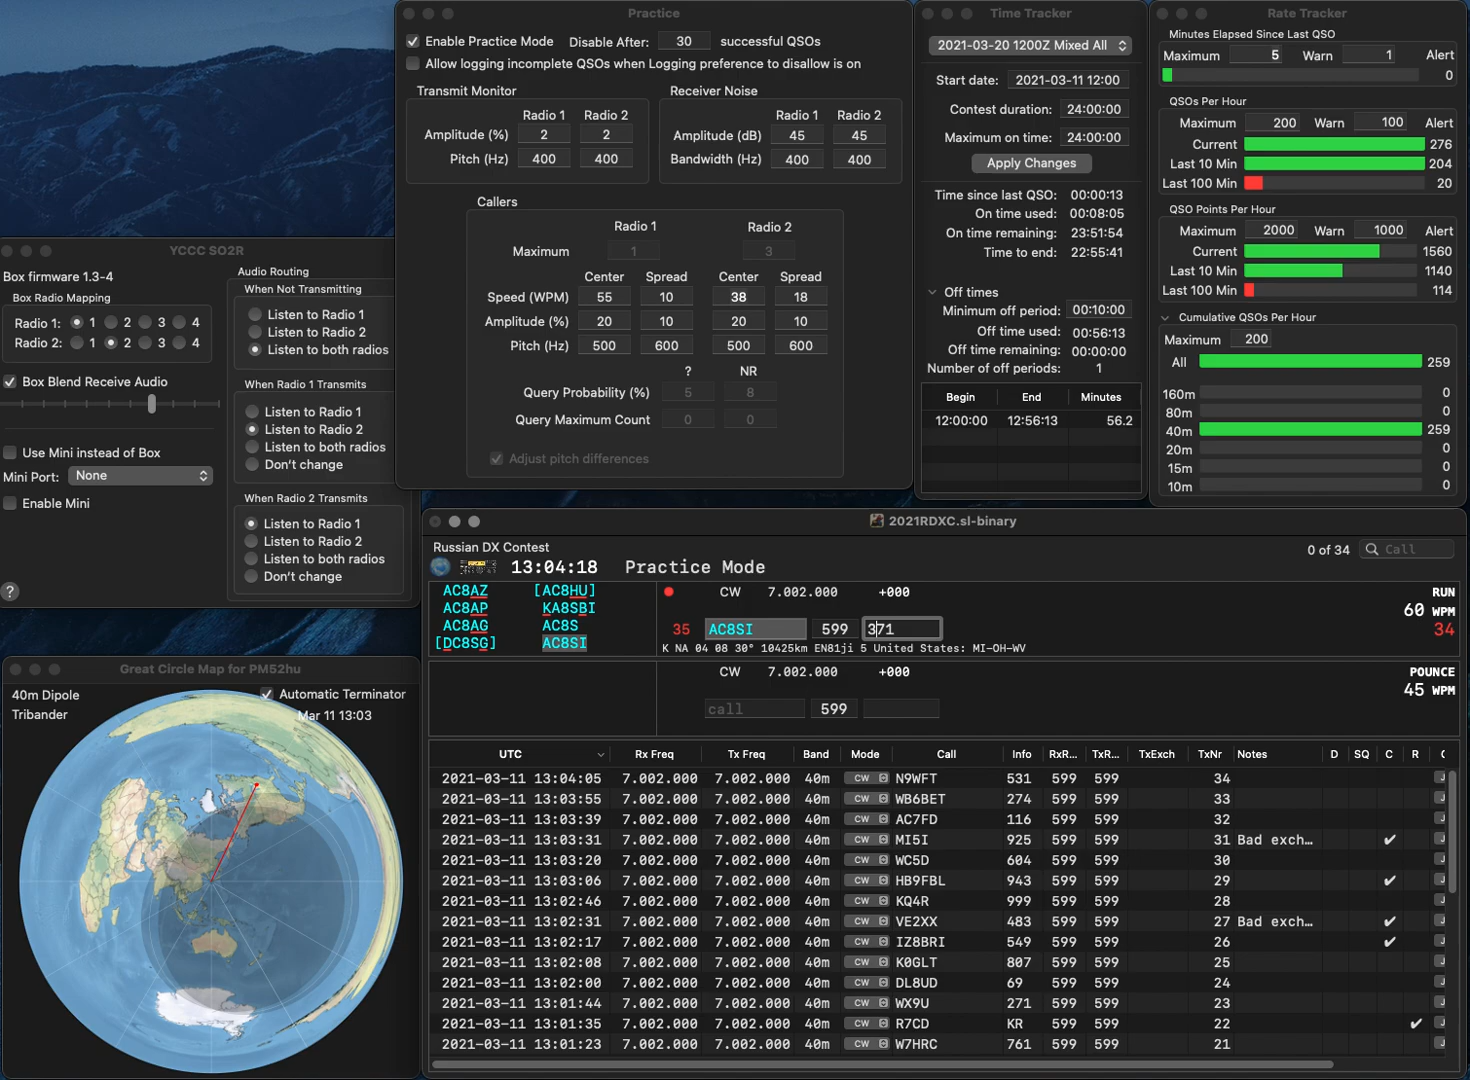 Practice
Enable Practice Mode Disable After: 30 successful QSOs
Allow logging incomplete QSOs when Logging preference to disallow is on
Transmit Monitor
Radio 1 Radio 2
Amplitude (%) 2 2
Pitch (Hz) 400 400
Receiver Noise
Radio 1 Radio 2
Amplitude (dB) 45 45
Bandwidth (Hz) 400 400
Callers
Radio 1 Radio 2
Maximum 1 3
Center Spread Center Spread
Speed (WPM) 55 10 38 18
Amplitude (%) 20 10 20 10
Pitch (Hz) 500 600 500 600
? NR
Query Probability (%) 5 8
Query Maximum Count 0 0
Adjust pitch differences
Time Tracker
2021-03-20 1200Z Mixed All
Start date: 2021-03-11 12:00
Contest duration: 24:00:00
Maximum on time: 24:00:00
Apply Changes
Time since last QSO: 00:00:13
On time used: 00:08:05
On time remaining: 23:51:54
Time to end: 22:55:41
Off times
Minimum off period: 00:10:00
Off time used: 00:56:13
Off time remaining: 00:00:00
Number of off periods: 1
Begin End Minutes
12:00:00 12:56:13 56.2
Rate Tracker
Minutes Elapsed Since Last QSO
Maximum 5 Warn 1 Alert
0
QSOs Per Hour
Maximum 200 Warn 100 Alert
Current 276
Last 10 Min 204
Last 100 Min 20
QSO Points Per Hour
Maximum 2000 Warn 1000 Alert
Current 1560
Last 10 Min 1140
Last 100 Min 114
Cumulative QSOs Per Hour
Maximum 200
All 259
160m 0
80m 0
40m 259
20m 0
15m 0
10m 0
YCCC SO2R
Box firmware 1.3-4
Box Radio Mapping
Radio 1: 1 2 3 4
Radio 2: 1 2 3 4
Box Blend Receive Audio
Use Mini instead of Box
Mini Port: None
Enable Mini
?
Audio Routing
When Not Transmitting
Listen to Radio 1
Listen to Radio 2
Listen to both radios
When Radio 1 Transmits
Listen to Radio 1
Listen to Radio 2
Listen to both radios
Don't change
When Radio 2 Transmits
Listen to Radio 1
Listen to Radio 2
Listen to both radios
Don't change
Great Circle Map for PM52hu
40m Dipole Automatic Terminator
Tribander Mar 11 13:03
2021RDXC.sl-binary
Russian DX Contest 0 of 34 Call
13:04:18 Practice Mode
AC8AZ [AC8HU]
AC8AP KA8SBI
AC8AG AC8S
[DC8SG] AC8SI
CW 7.002.000 +000 RUN
60 WPM
35 AC8SI 599 371 34
K NA 04 08 30° 10425km EN81ji 5 United States: MI-OH-WV
CW 7.002.000 +000 POUNCE
45 WPM
call 599
UTC Rx Freq Tx Freq Band Mode Call Info RxR... TxR... TxExch TxNr Notes D SQ C R
2021-03-11 13:04:05 7.002.000 7.002.000 40m CW N9WFT 531 599 599 34
2021-03-11 13:03:55 7.002.000 7.002.000 40m CW WB6BET 274 599 599 33
2021-03-11 13:03:39 7.002.000 7.002.000 40m CW AC7FD 116 599 599 32
2021-03-11 13:03:31 7.002.000 7.002.000 40m CW MI5I 925 599 599 31 Bad exch… ✔
2021-03-11 13:03:20 7.002.000 7.002.000 40m CW WC5D 604 599 599 30
2021-03-11 13:03:06 7.002.000 7.002.000 40m CW HB9FBL 943 599 599 29 ✔
2021-03-11 13:02:46 7.002.000 7.002.000 40m CW KQ4R 999 599 599 28
2021-03-11 13:02:31 7.002.000 7.002.000 40m CW VE2XX 483 599 599 27 Bad exch… ✔
2021-03-11 13:02:17 7.002.000 7.002.000 40m CW IZ8BRI 549 599 599 26 ✔
2021-03-11 13:02:08 7.002.000 7.002.000 40m CW K0GLT 807 599 599 25
2021-03-11 13:02:00 7.002.000 7.002.000 40m CW DL8UD 69 599 599 24
2021-03-11 13:01:44 7.002.000 7.002.000 40m CW WX9U 271 599 599 23
2021-03-11 13:01:35 7.002.000 7.002.000 40m CW R7CD KR 599 599 22 ✔
2021-03-11 13:01:23 7.002.000 7.002.000 40m CW W7HRC 761 599 599 21